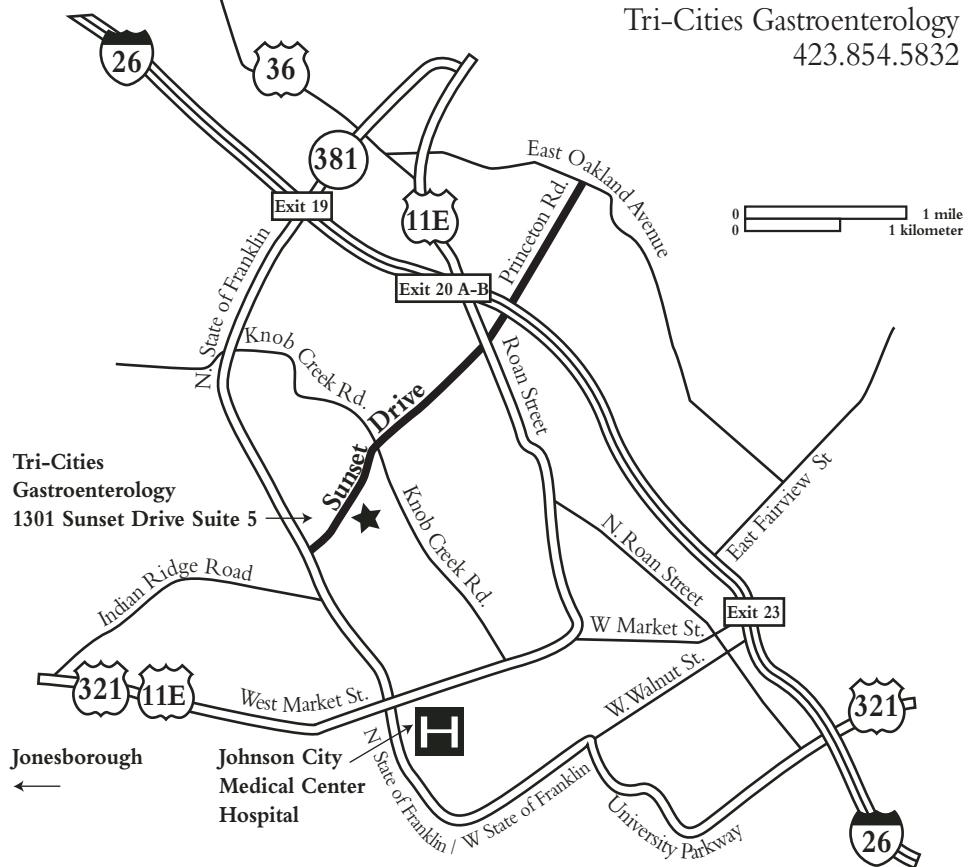 Tri-Cities Gastroenterology
423.854.5832
26
36
381
East Oakland Avenue
Princeton Rd.
Exit 19
11E
0 1 mile
0 1 kilometer
N. State of Franklin
Exit 20 A-B
Knob Creek Rd.
Roan Street
Sunset Drive
Tri-Cities
Gastroenterology
1301 Sunset Drive Suite 5
Knob Creek Rd.
East Fairview St
N. Roan Street
Indian Ridge Road
Exit 23
W Market St.
321
11E
West Market St.
W. Walnut St.
321
H
Jonesborough
Johnson City
Medical Center
Hospital
N. State of Franklin / W State of Franklin
University Parkway
26